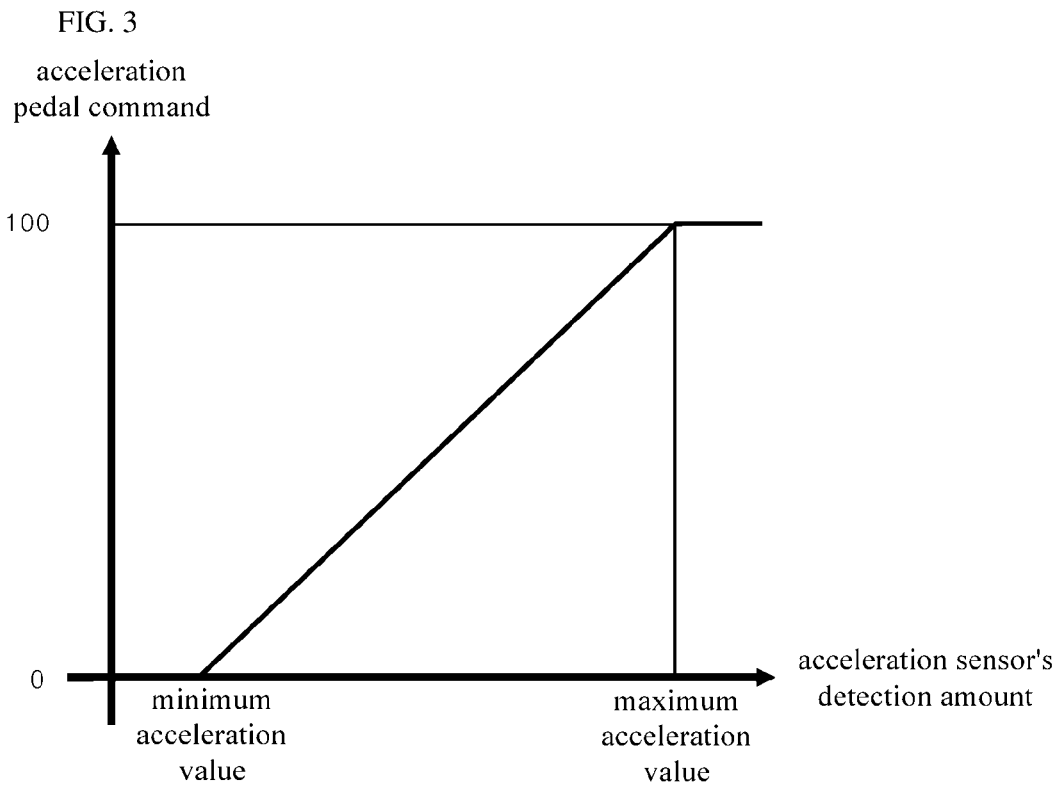 FIG. 3
acceleration
pedal command
100
0
minimum
acceleration
value
maximum
acceleration
value
acceleration sensor's
detection amount